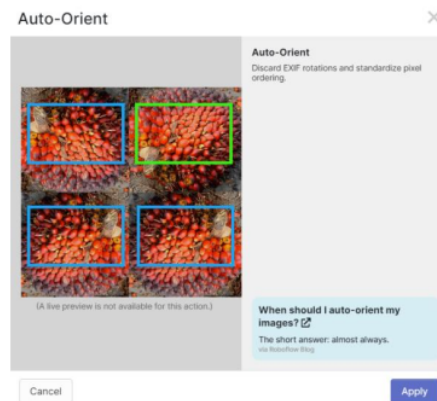 Auto-Orient
Auto-Orient
Discard EXIF rotations and standardize pixel
ordering.
(A live preview is not available for this action.)
When should I auto-orient my
images?
The short answer: almost always.
via Roboflow Blog
Cancel
Apply